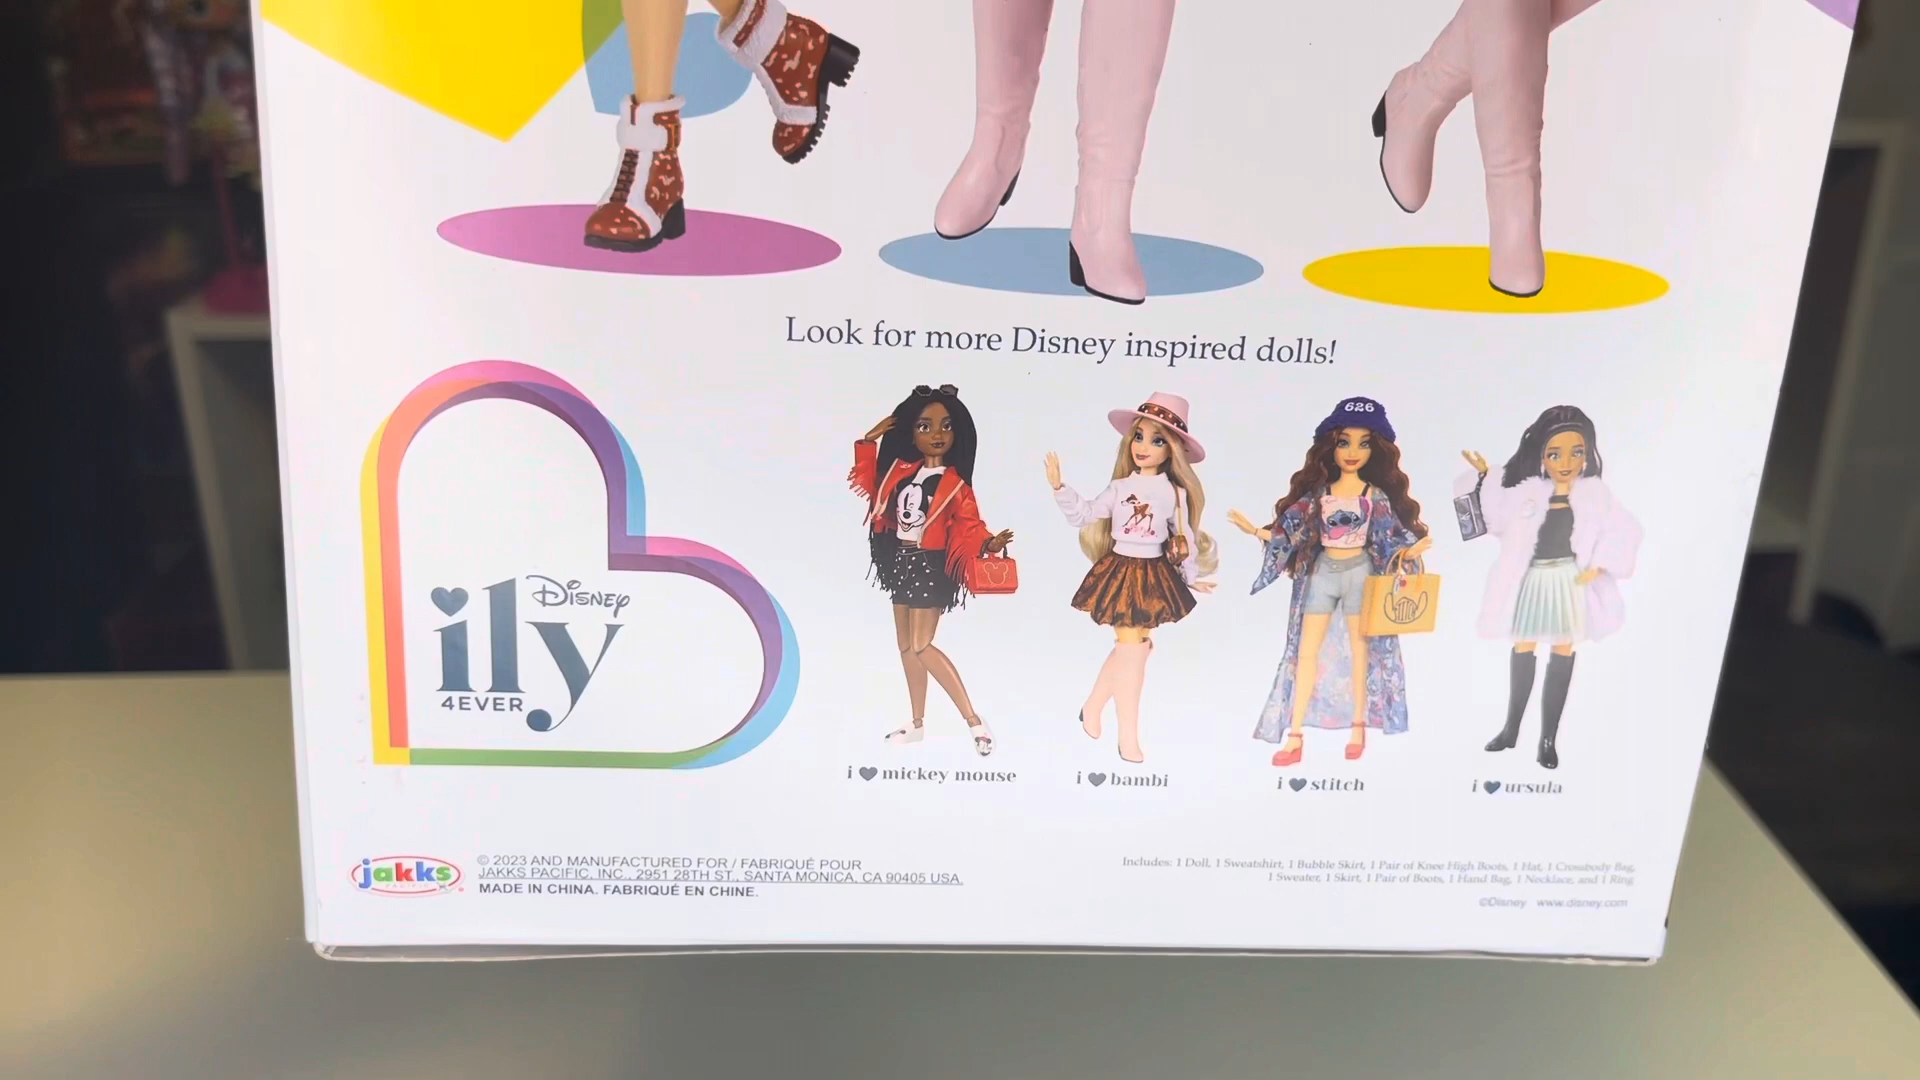 Look for more Disney inspired dolls!
626
STITCH
Disney
ily
4EVER
i ♥ mickey mouse
i ♥ bambi
i ♥ stitch
i ♥ ursula
jakks
PACIFIC
© 2023 AND MANUFACTURED FOR / FABRIQUÉ POUR
JAKKS PACIFIC, INC., 2951 28TH ST., SANTA MONICA, CA 90405 USA.
MADE IN CHINA. FABRIQUÉ EN CHINE.
Includes: 1 Doll, 1 Sweatshirt, 1 Bubble Skirt, 1 Pair of Knee High Boots, 1 Hat, 1 Crossbody Bag,
1 Sweater, 1 Skirt, 1 Pair of Boots, 1 Hand Bag, 1 Necklace, and 1 Ring
©Disney www.disney.com